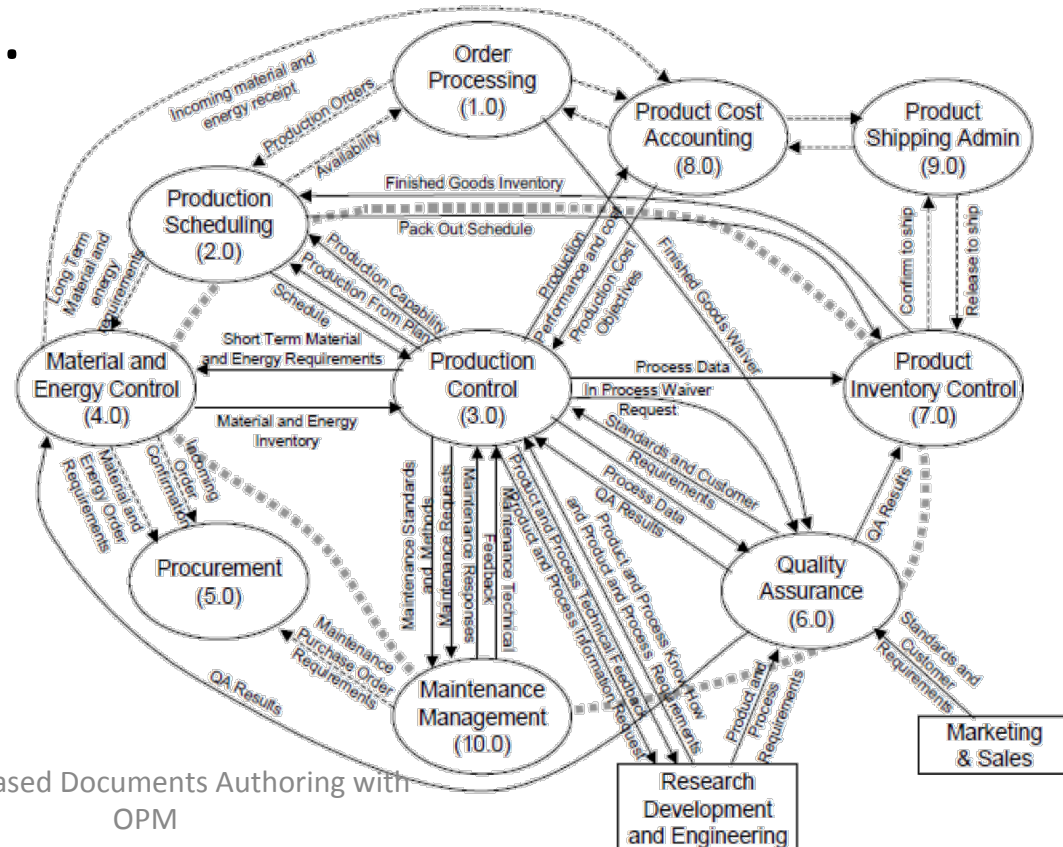 Order
Processing
(1.0)
Incoming material and
energy receipt
Production Orders
Availability
Product Cost
Accounting
(8.0)
Product
Shipping Admin
(9.0)
Production
Scheduling
(2.0)
Finished Goods Inventory
Pack Out Schedule
Long Term
Material and
energy
requirements
Production Capability
Production From Plan
Schedule
Production
Performance and cost
Production Cost
Objectives
Finished Goods Waiver
Confirm to ship
Release to ship
Material and
Energy Control
(4.0)
Short Term Material
and Energy Requirements
Material and Energy
Inventory
Production
Control
(3.0)
Process Data
In Process Waiver
Request
Product
Inventory Control
(7.0)
Standards and Customer
Requirements
Process Data
QA Results
QA Results
Incoming
Order
Confirmation
Material and
Energy Order
Requirements
Procurement
(5.0)
Maintenance Standards
and Methods
Maintenance Requests
Maintenance Responses
Maintenance Technical
Feedback
Product and Process Technical Feedback
Product and Process Information Request
Product and Process Know How
and Product and Process Requirements
Quality
Assurance
(6.0)
Maintenance
Purchase Order
Requirements
QA Results
Maintenance
Management
(10.0)
Product and
Process
Requirements
Standards and
Customer
Requirements
Marketing
& Sales
Research
Development
and Engineering
ased Documents Authoring with
OPM